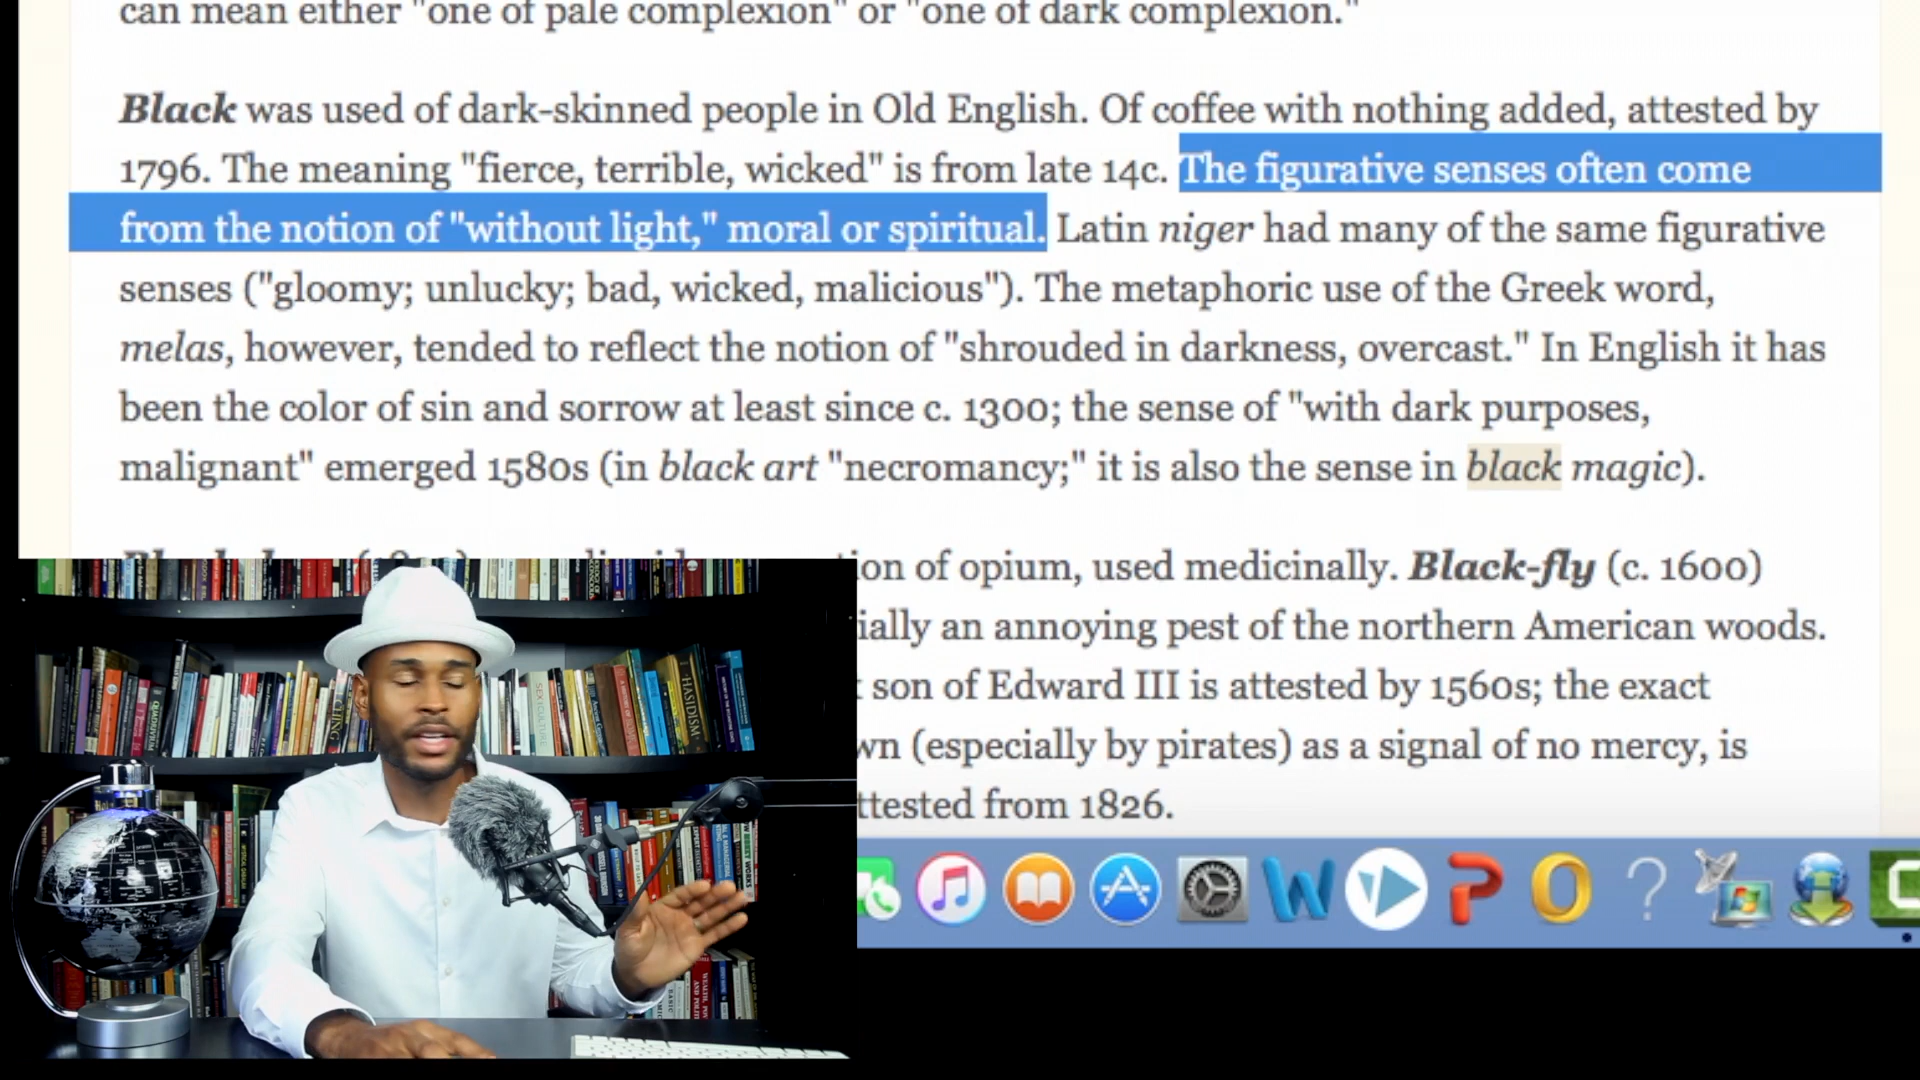 can mean either "one of pale complexion" or "one of dark complexion."
Black was used of dark-skinned people in Old English. Of coffee with nothing added, attested by
1796. The meaning "fierce, terrible, wicked" is from late 14c. The figurative senses often come
from the notion of "without light," moral or spiritual. Latin niger had many of the same figurative
senses ("gloomy; unlucky; bad, wicked, malicious"). The metaphoric use of the Greek word,
melas, however, tended to reflect the notion of "shrouded in darkness, overcast." In English it has
been the color of sin and sorrow at least since c. 1300; the sense of "with dark purposes,
malignant" emerged 1580s (in black art "necromancy;" it is also the sense in black magic).
ion of opium, used medicinally. Black-fly (c. 1600)
ially an annoying pest of the northern American woods.
son of Edward III is attested by 1560s; the exact
wn (especially by pirates) as a signal of no mercy, is
ttested from 1826.
HASIDISM